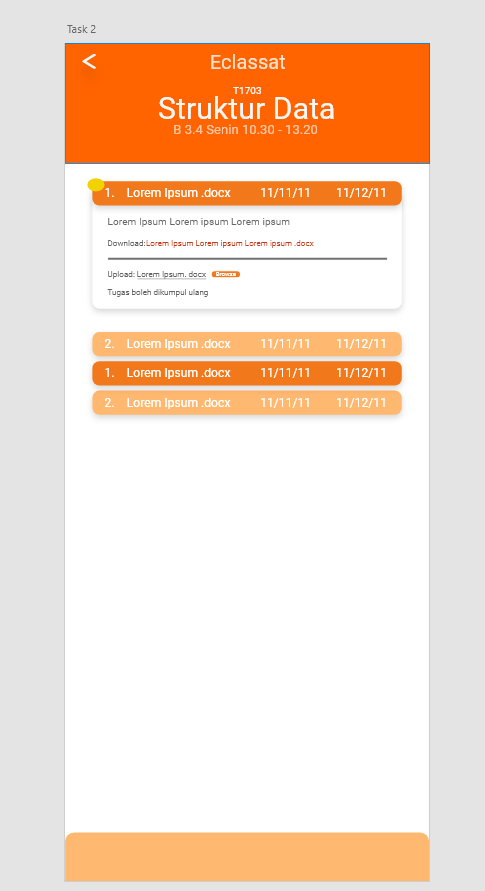 Task 2
Eclassat
T1703
Struktur Data
B 3.4 Senin 10.30 - 13.20
1. Lorem Ipsum .docx 11/11/11 11/12/11
Lorem Ipsum Lorem ipsum Lorem ipsum
Download:Lorem Ipsum Lorem ipsum Lorem ipsum .docx
Upload: Lorem Ipsum. docx Browse
Tugas boleh dikumpul ulang
2. Lorem Ipsum .docx 11/11/11 11/12/11
1. Lorem Ipsum .docx 11/11/11 11/12/11
2. Lorem Ipsum .docx 11/11/11 11/12/11